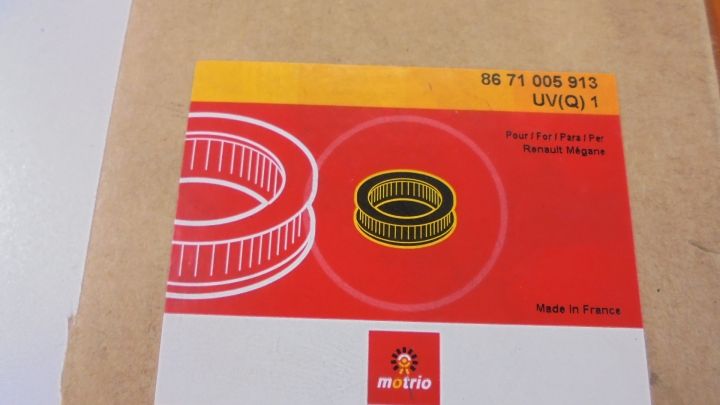 86 71 005 913
UV(Q) 1
Pour / For / Para / Per
Renault Mégane
Made In France
motrio